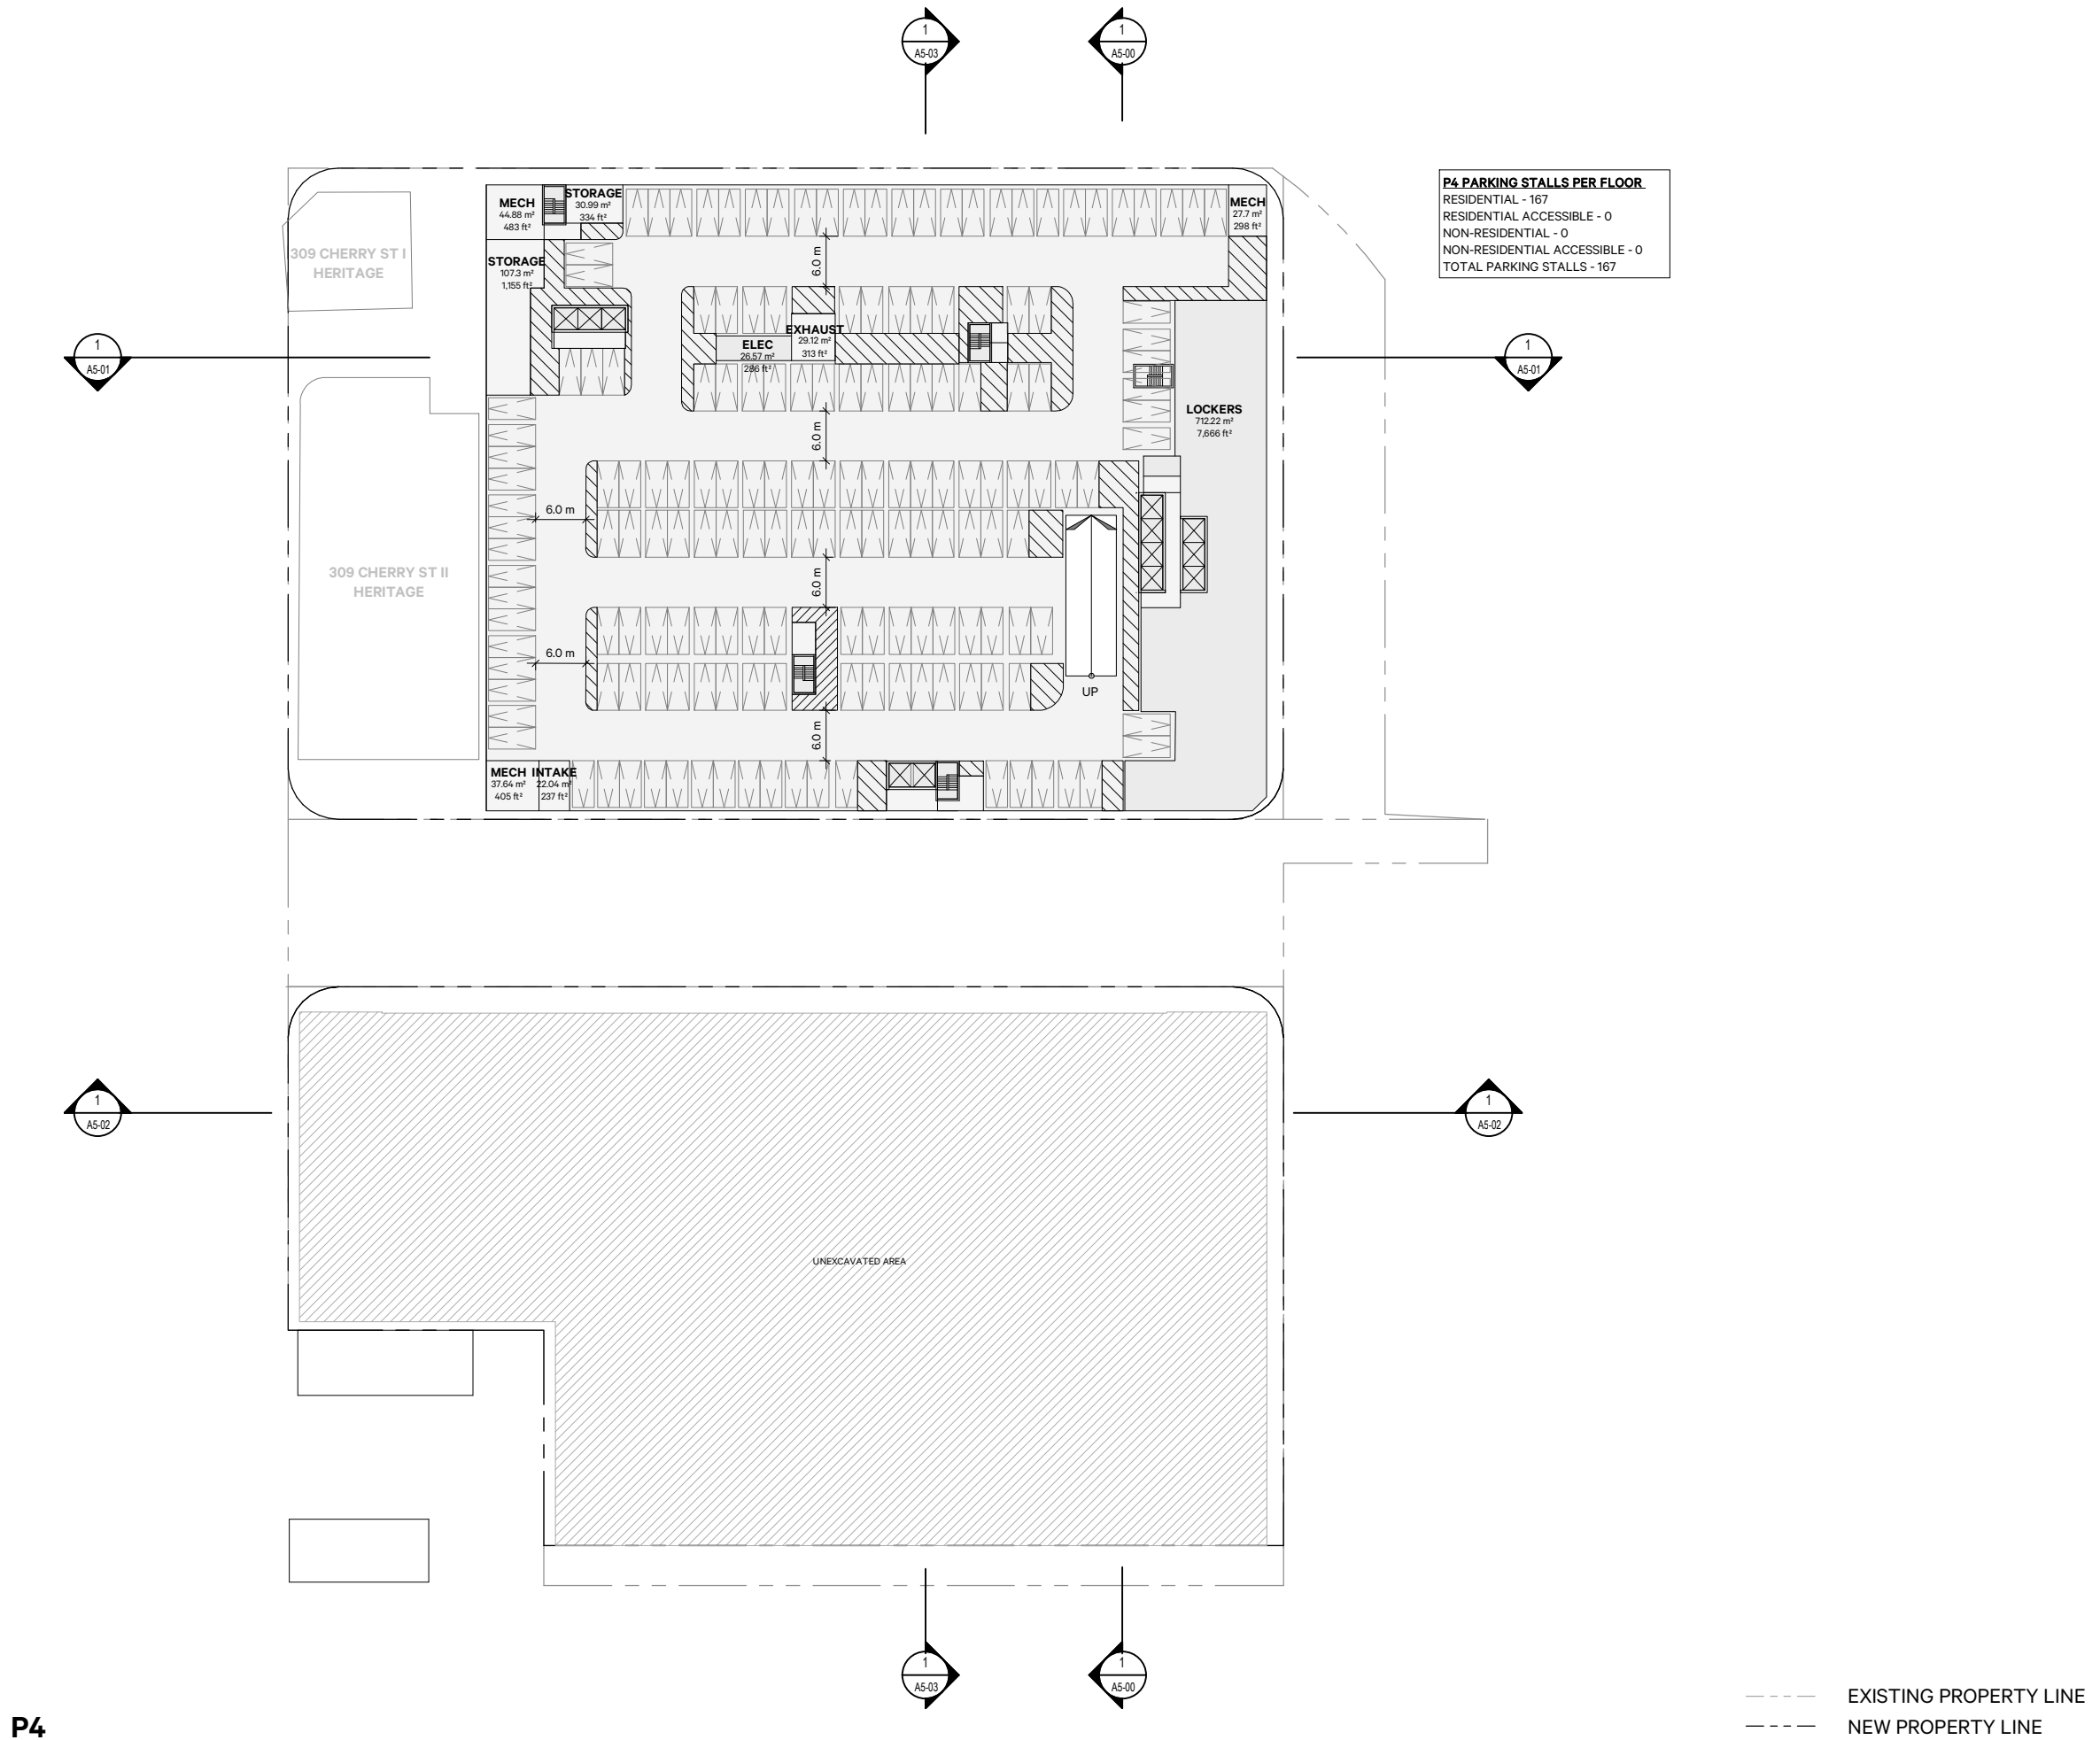 1
A5-03
1
A5-00
P4 PARKING STALLS PER FLOOR
RESIDENTIAL - 167
RESIDENTIAL ACCESSIBLE - 0
NON-RESIDENTIAL - 0
NON-RESIDENTIAL ACCESSIBLE - 0
TOTAL PARKING STALLS - 167
MECH
44.88 m²
483 ft²
STORAGE
30.99 m²
334 ft²
MECH
27.7 m²
298 ft²
309 CHERRY ST I
HERITAGE
STORAGE
107.3 m²
1,155 ft²
6.0 m
EXHAUST
29.12 m²
313 ft²
ELEC
26.57 m²
286 ft²
1
A5-01
1
A5-01
LOCKERS
712.22 m²
7,666 ft²
6.0 m
6.0 m
309 CHERRY ST II
HERITAGE
6.0 m
6.0 m
UP
6.0 m
MECH
37.64 m²
405 ft²
INTAKE
22.04 m²
237 ft²
1
A5-02
1
A5-02
UNEXCAVATED AREA
1
A5-03
1
A5-00
EXISTING PROPERTY LINE
NEW PROPERTY LINE
P4